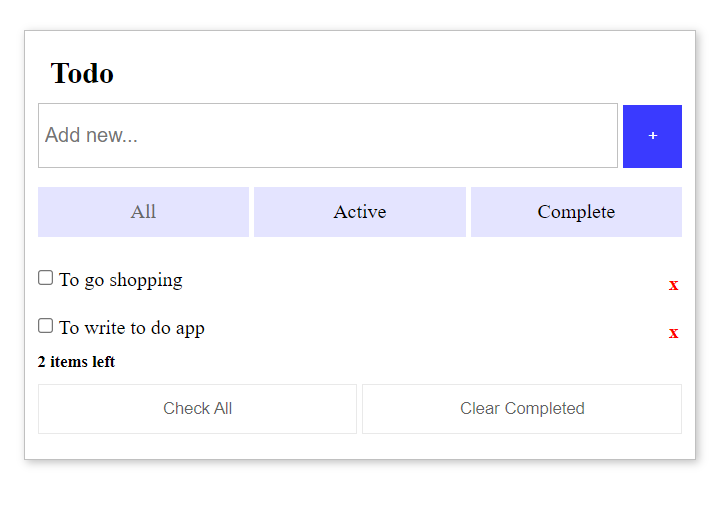 Todo
Add new... +
All Active Complete
To go shopping x
To write to do app x
2 items left
Check All Clear Completed